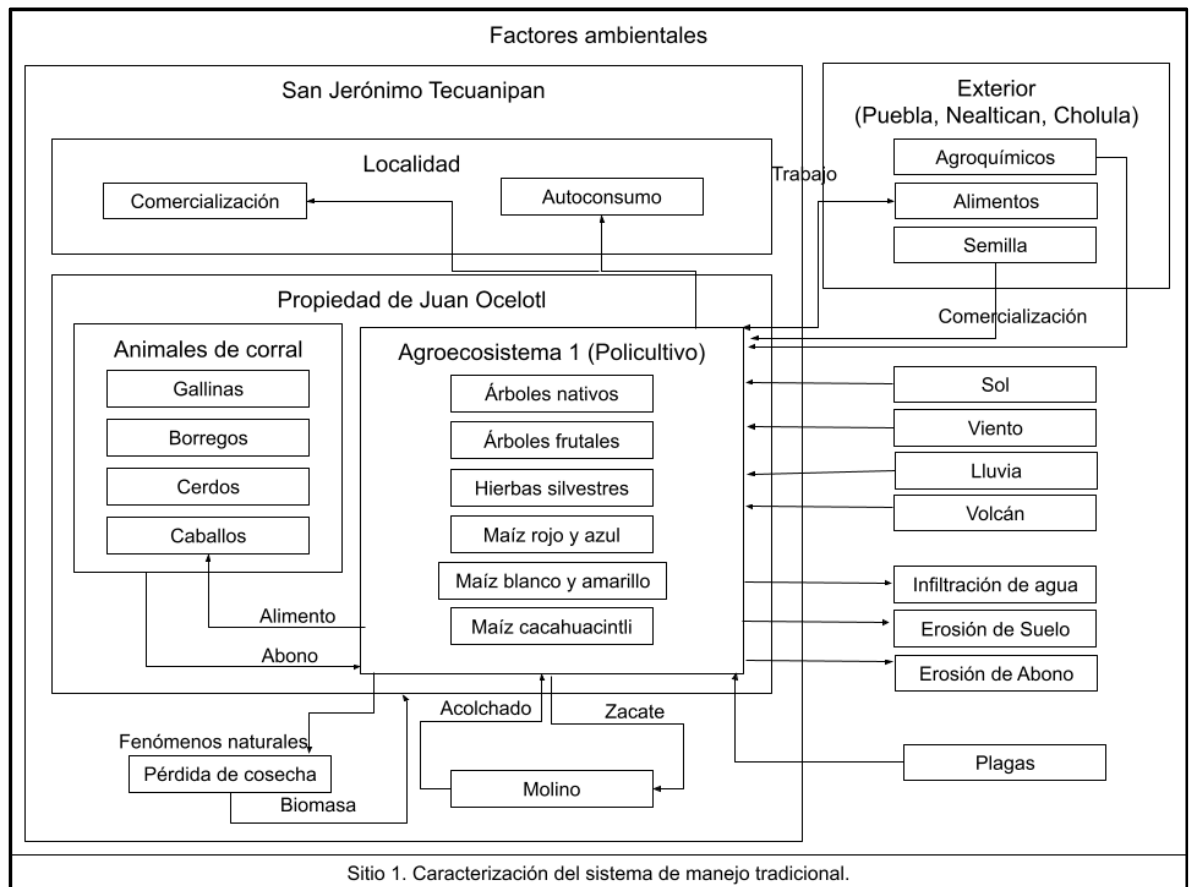 Factores ambientales
San Jerónimo Tecuanipan
Exterior
(Puebla, Nealtican, Cholula)
Localidad
Agroquímicos
Trabajo
Comercialización
Autoconsumo
Alimentos
Semilla
Propiedad de Juan Ocelotl
Comercialización
Animales de corral
Agroecosistema 1 (Policultivo)
Gallinas
Árboles nativos
Sol
Borregos
Árboles frutales
Viento
Cerdos
Hierbas silvestres
Lluvia
Caballos
Maíz rojo y azul
Volcán
Maíz blanco y amarillo
Infiltración de agua
Alimento
Maíz cacahuacintli
Erosión de Suelo
Abono
Erosión de Abono
Acolchado
Zacate
Fenómenos naturales
Pérdida de cosecha
Plagas
Molino
Biomasa
Sitio 1. Caracterización del sistema de manejo tradicional.